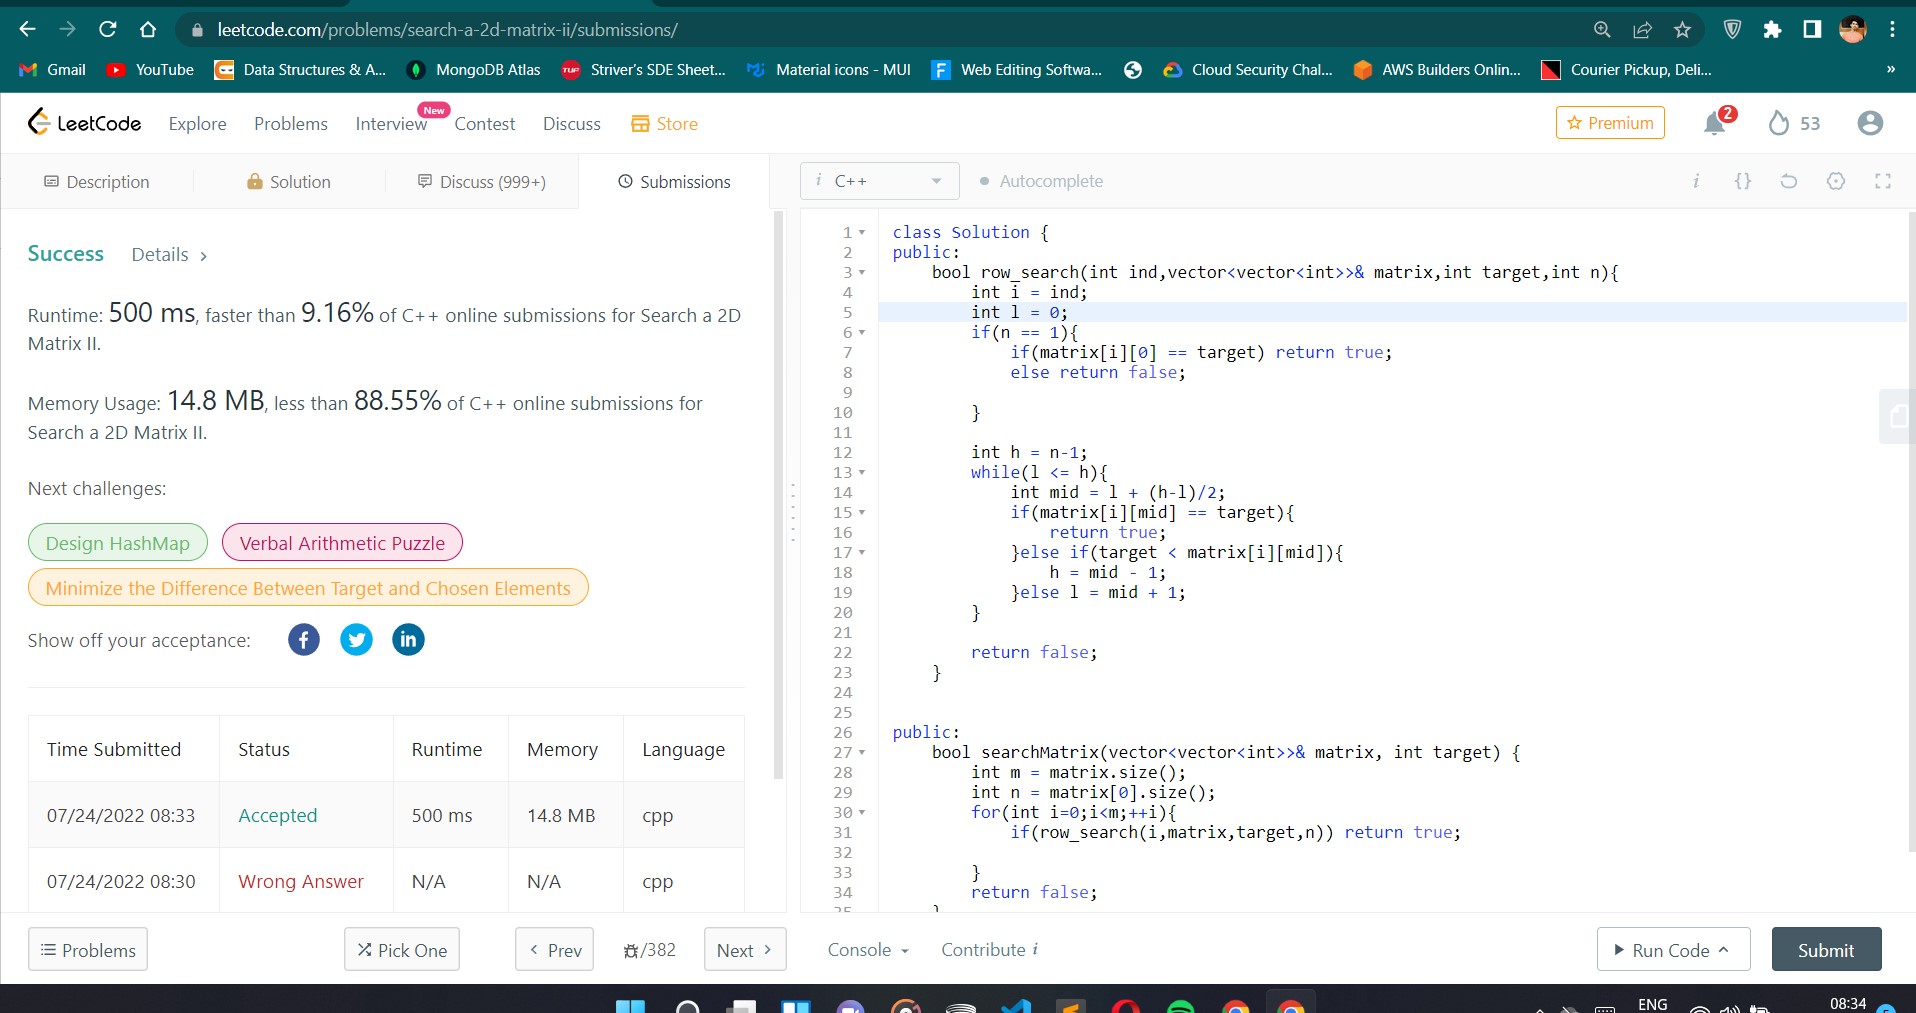 leetcode.com/problems/search-a-2d-matrix-ii/submissions/
Gmail YouTube Data Structures & A... MongoDB Atlas TUF Striver's SDE Sheet... Material icons - MUI Web Editing Softwa... Cloud Security Chal... AWS Builders Onlin... Courier Pickup, Deli... »
LeetCode Explore Problems Interview New Contest Discuss Store Premium 2 53
Description Solution Discuss (999+) Submissions
i C++ Autocomplete i {}
Success Details >
Runtime: 500 ms, faster than 9.16% of C++ online submissions for Search a 2D
Matrix II.
Memory Usage: 14.8 MB, less than 88.55% of C++ online submissions for
Search a 2D Matrix II.
Next challenges:
Design HashMap Verbal Arithmetic Puzzle
Minimize the Difference Between Target and Chosen Elements
Show off your acceptance: f in
Time Submitted Status Runtime Memory Language
07/24/2022 08:33 Accepted 500 ms 14.8 MB cpp
07/24/2022 08:30 Wrong Answer N/A N/A cpp
1 class Solution {
2 public:
3 bool row_search(int ind,vector<vector<int>>& matrix,int target,int n){
4 int i = ind;
5 int l = 0;
6 if(n == 1){
7 if(matrix[i][0] == target) return true;
8 else return false;
9
10 }
11
12 int h = n-1;
13 while(l <= h){
14 int mid = l + (h-l)/2;
15 if(matrix[i][mid] == target){
16 return true;
17 }else if(target < matrix[i][mid]){
18 h = mid - 1;
19 }else l = mid + 1;
20 }
21
22 return false;
23 }
24
25
26 public:
27 bool searchMatrix(vector<vector<int>>& matrix, int target) {
28 int m = matrix.size();
29 int n = matrix[0].size();
30 for(int i=0;i<m;++i){
31 if(row_search(i,matrix,target,n)) return true;
32
33 }
34 return false;
35 }
Problems Pick One < Prev /382 Next > Console Contribute i Run Code Submit
ENG 08:34